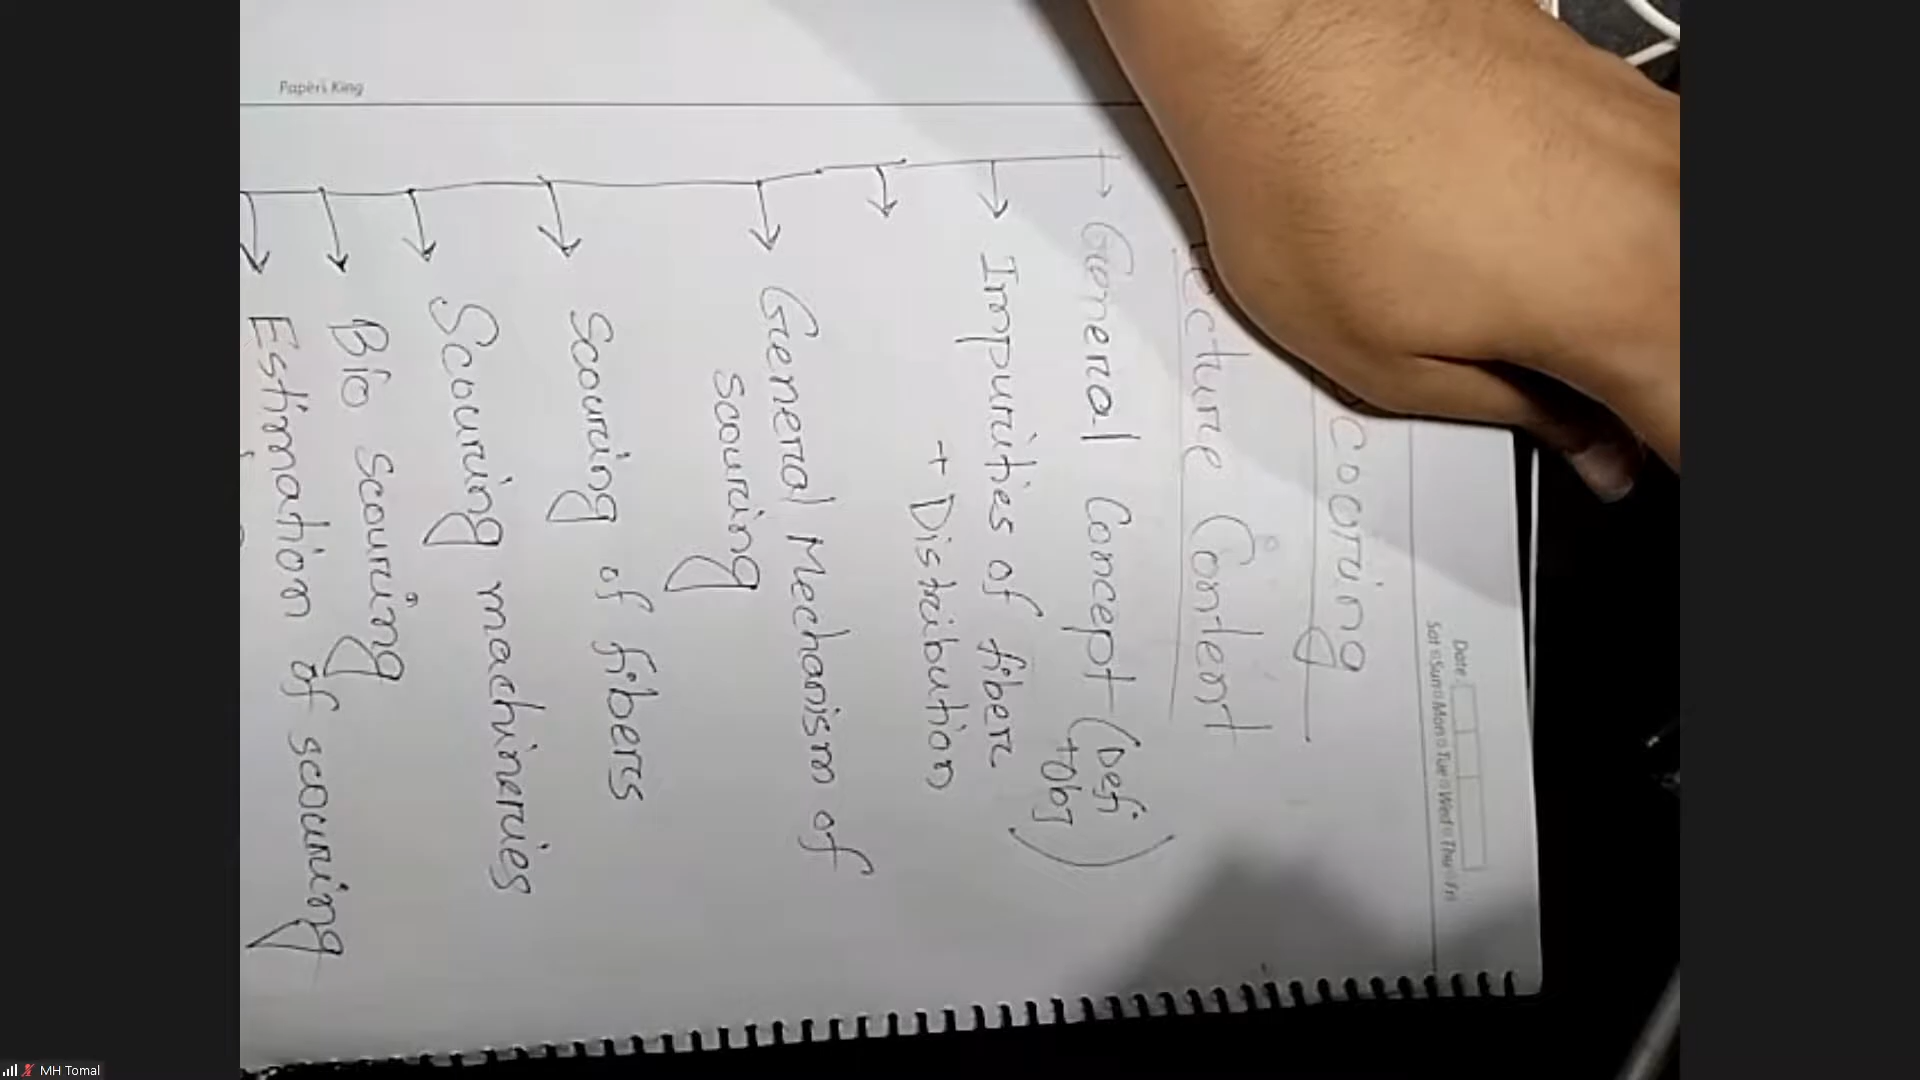 Date
Sat Sun Mon Tue Wed Thu Fri
Scouring
Lecture Content
General Concept (Defi
+ Obj)
Impurities of fiber
+ Distribution
General Mechanism of
scouring
scouring of fibers
Scouring machineries
Bio scouring
Estimation of scouring
Papers King
MH Tomal